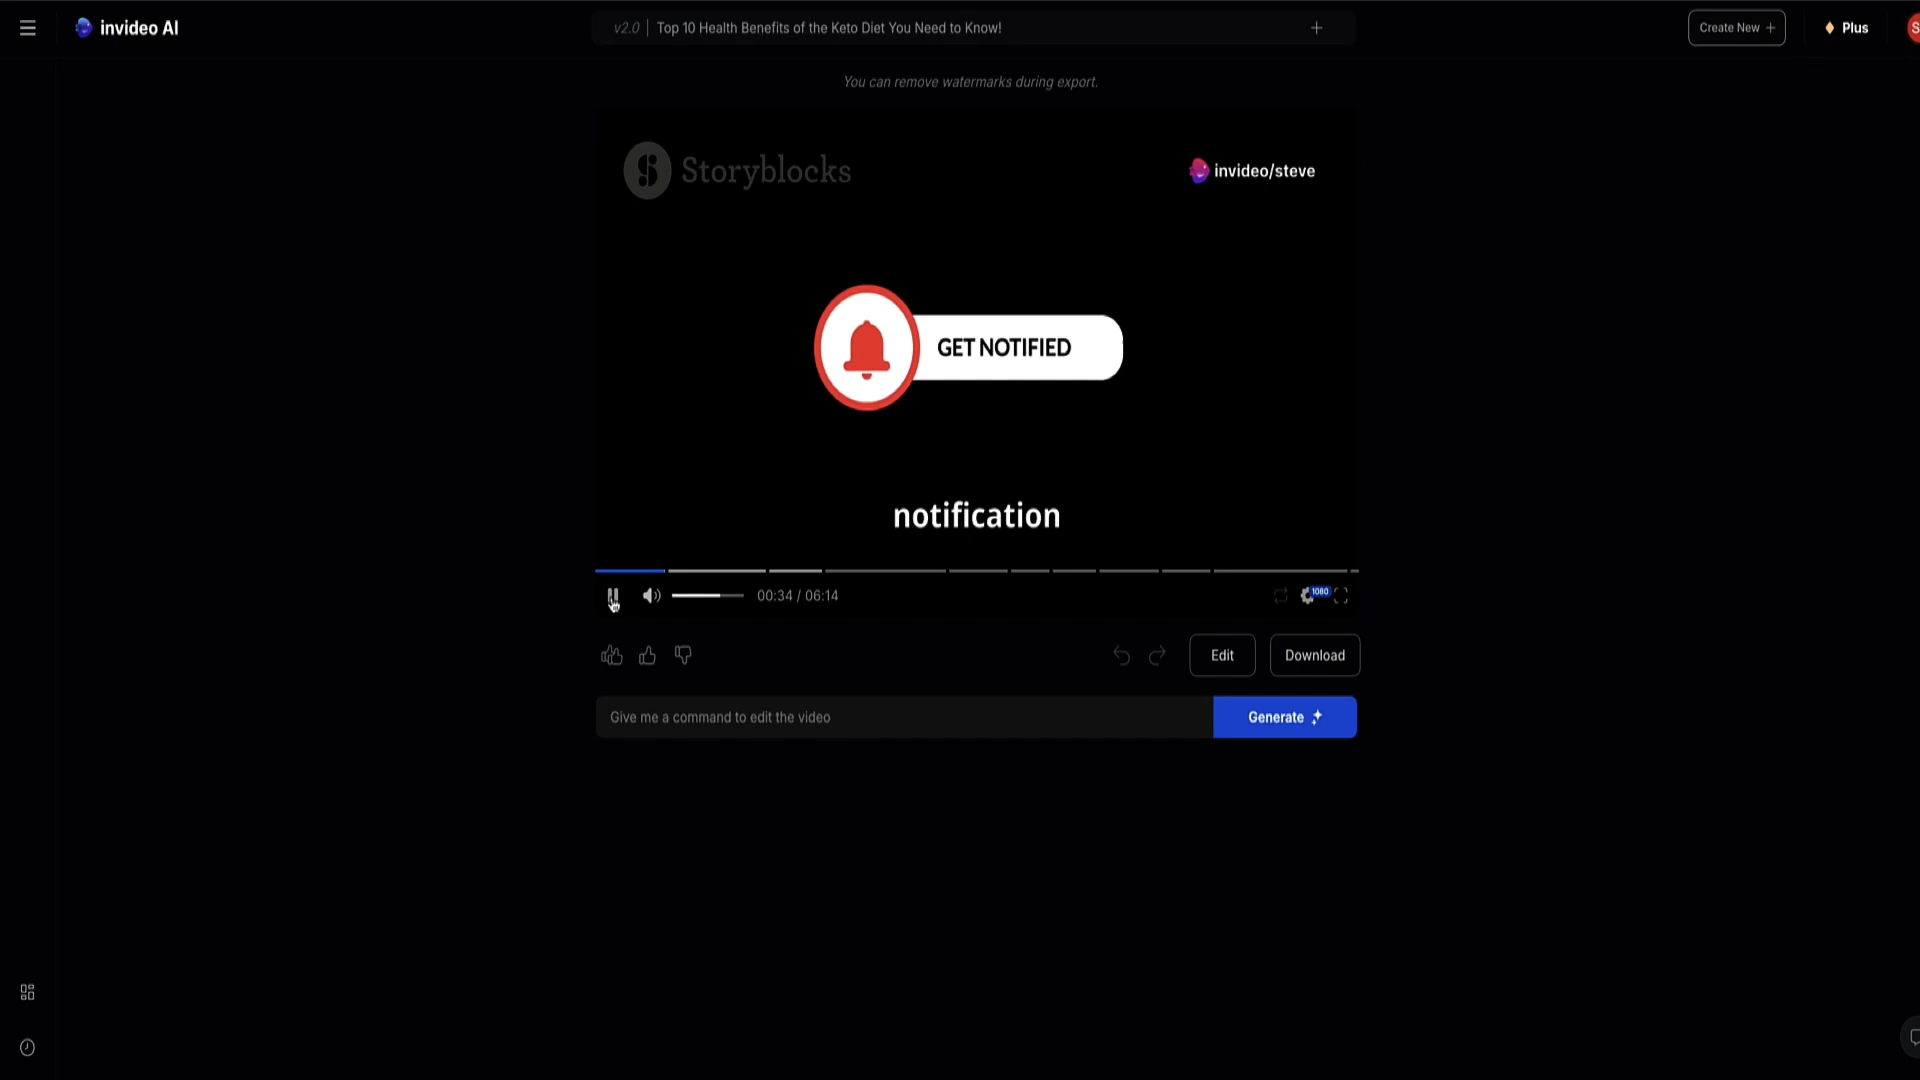 invideo AI
v2.0 Top 10 Health Benefits of the Keto Diet You Need to Know!
Create New
Plus
S
You can remove watermarks during export.
Storyblocks
invideo/steve
GET NOTIFIED
notification
00:34 / 06:14
1080
Edit
Download
Give me a command to edit the video
Generate